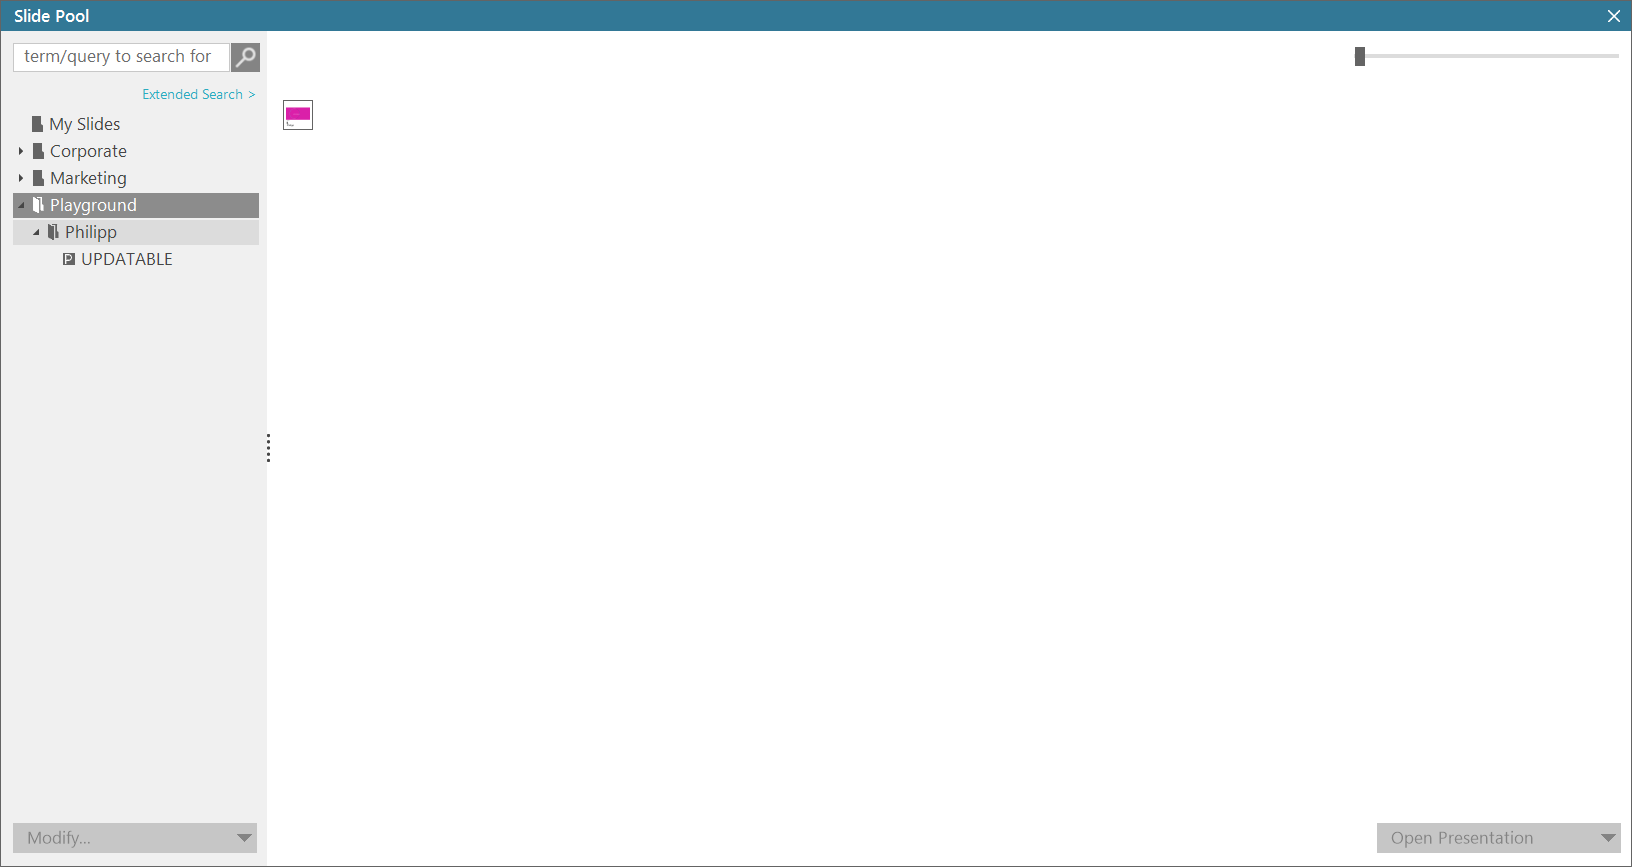 Slide Pool
term/query to search for
Extended Search >
My Slides
Corporate
Marketing
Playground
Philipp
P UPDATABLE
Modify...
Open Presentation